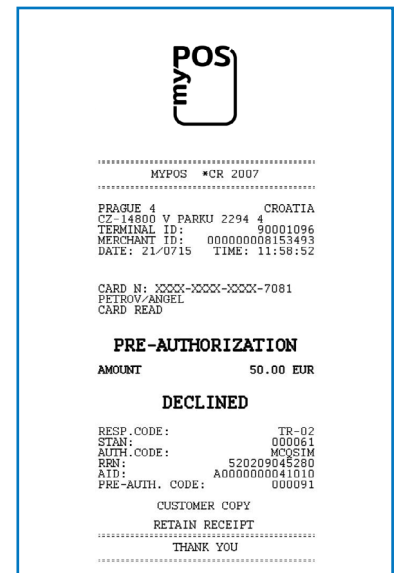 myPOS
MYPOS *CR 2007
PRAGUE 4 CROATIA
CZ-14800 V PARKU 2294 4
TERMINAL ID: 90001096
MERCHANT ID: 000000008153493
DATE: 21/0715 TIME: 11:58:52
CARD N: XXXX-XXXX-XXXX-7081
PETROV/ANGEL
CARD READ
PRE-AUTHORIZATION
AMOUNT 50.00 EUR
DECLINED
RESP.CODE: TR-02
STAN: 000061
AUTH.CODE: MCQSIM
RRN: 520209045280
AID: A0000000041010
PRE-AUTH. CODE: 000091
CUSTOMER COPY
RETAIN RECEIPT
THANK YOU